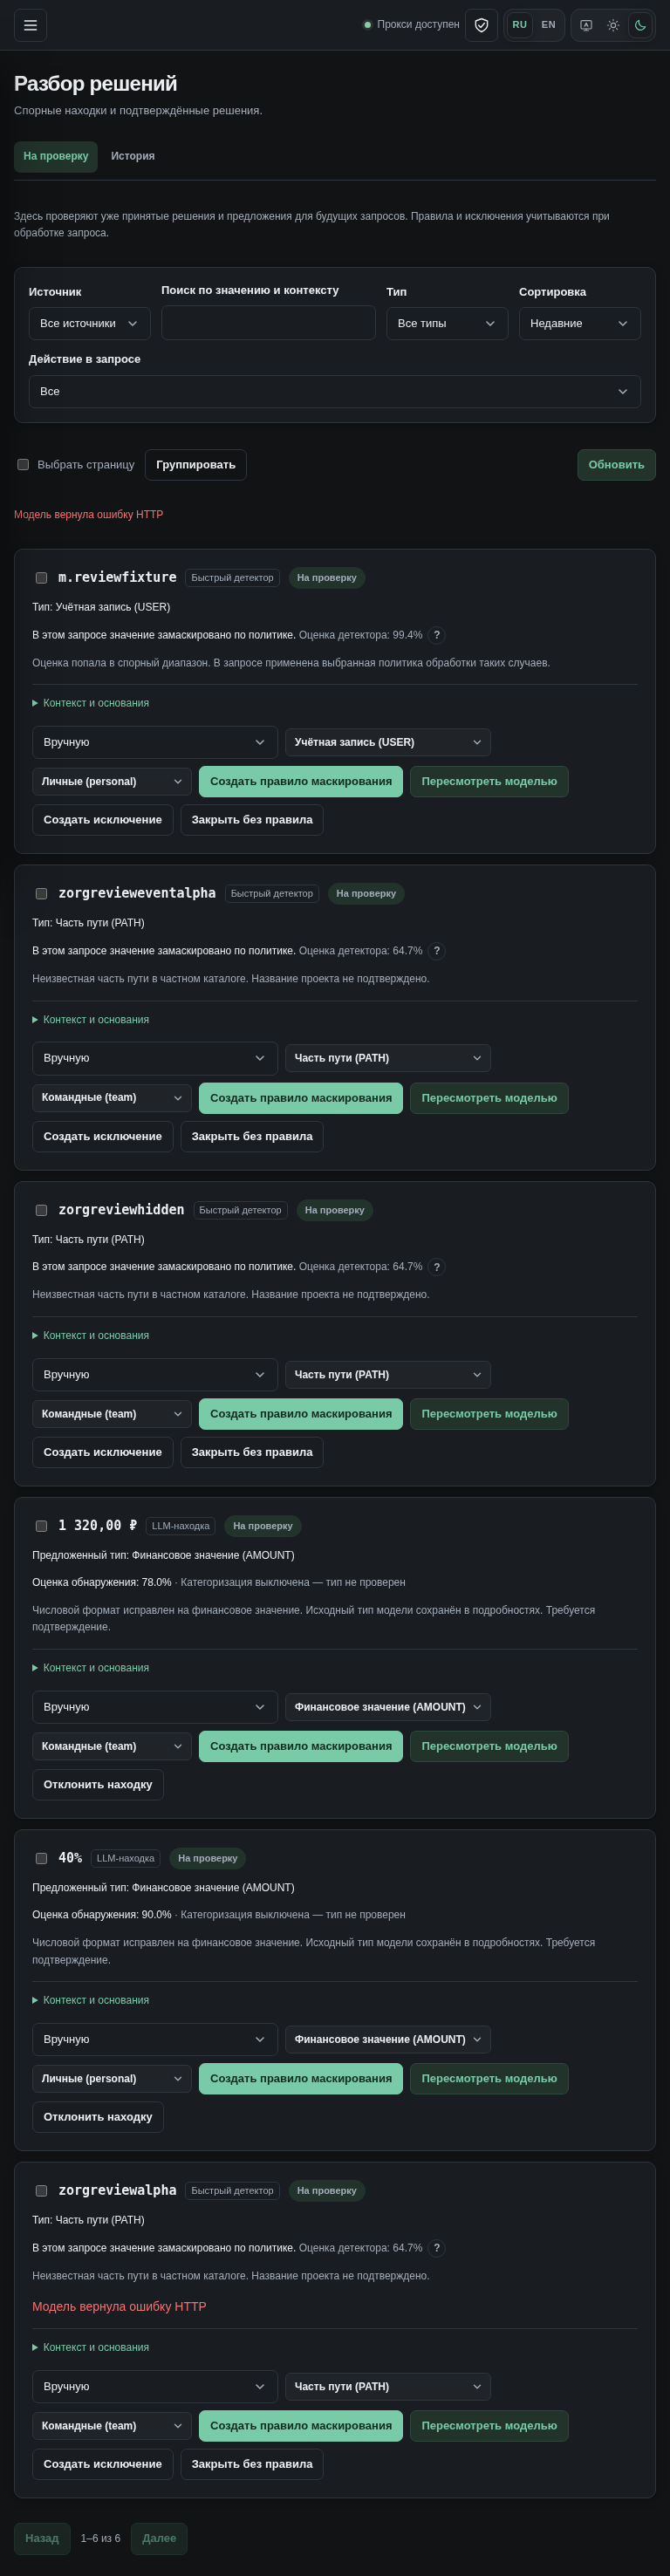 Прокси доступен
RU
EN
Разбор решений
Спорные находки и подтверждённые решения.
На проверку
История
Здесь проверяют уже принятые решения и предложения для будущих запросов. Правила и исключения учитываются при
обработке запроса.
Источник
Поиск по значению и контексту
Тип
Сортировка
Все источники
Все типы
Недавние
Действие в запросе
Все
Выбрать страницу
Группировать
Обновить
Модель вернула ошибку HTTP
m.reviewfixture Быстрый детектор На проверку
Тип: Учётная запись (USER)
В этом запросе значение замаскировано по политике. Оценка детектора: 99.4% ?
Оценка попала в спорный диапазон. В запросе применена выбранная политика обработки таких случаев.
Контекст и основания
Вручную
Учётная запись (USER)
Личные (personal)
Создать правило маскирования
Пересмотреть моделью
Создать исключение
Закрыть без правила
zorgrevieweventalpha Быстрый детектор На проверку
Тип: Часть пути (PATH)
В этом запросе значение замаскировано по политике. Оценка детектора: 64.7% ?
Неизвестная часть пути в частном каталоге. Название проекта не подтверждено.
Контекст и основания
Вручную
Часть пути (PATH)
Командные (team)
Создать правило маскирования
Пересмотреть моделью
Создать исключение
Закрыть без правила
zorgreviewhidden Быстрый детектор На проверку
Тип: Часть пути (PATH)
В этом запросе значение замаскировано по политике. Оценка детектора: 64.7% ?
Неизвестная часть пути в частном каталоге. Название проекта не подтверждено.
Контекст и основания
Вручную
Часть пути (PATH)
Командные (team)
Создать правило маскирования
Пересмотреть моделью
Создать исключение
Закрыть без правила
1 320,00 ₽ LLM-находка На проверку
Предложенный тип: Финансовое значение (AMOUNT)
Оценка обнаружения: 78.0% · Категоризация выключена — тип не проверен
Числовой формат исправлен на финансовое значение. Исходный тип модели сохранён в подробностях. Требуется
подтверждение.
Контекст и основания
Вручную
Финансовое значение (AMOUNT)
Командные (team)
Создать правило маскирования
Пересмотреть моделью
Отклонить находку
40% LLM-находка На проверку
Предложенный тип: Финансовое значение (AMOUNT)
Оценка обнаружения: 90.0% · Категоризация выключена — тип не проверен
Числовой формат исправлен на финансовое значение. Исходный тип модели сохранён в подробностях. Требуется
подтверждение.
Контекст и основания
Вручную
Финансовое значение (AMOUNT)
Личные (personal)
Создать правило маскирования
Пересмотреть моделью
Отклонить находку
zorgreviewalpha Быстрый детектор На проверку
Тип: Часть пути (PATH)
В этом запросе значение замаскировано по политике. Оценка детектора: 64.7% ?
Неизвестная часть пути в частном каталоге. Название проекта не подтверждено.
Модель вернула ошибку HTTP
Контекст и основания
Вручную
Часть пути (PATH)
Командные (team)
Создать правило маскирования
Пересмотреть моделью
Создать исключение
Закрыть без правила
Назад
1–6 из 6
Далее